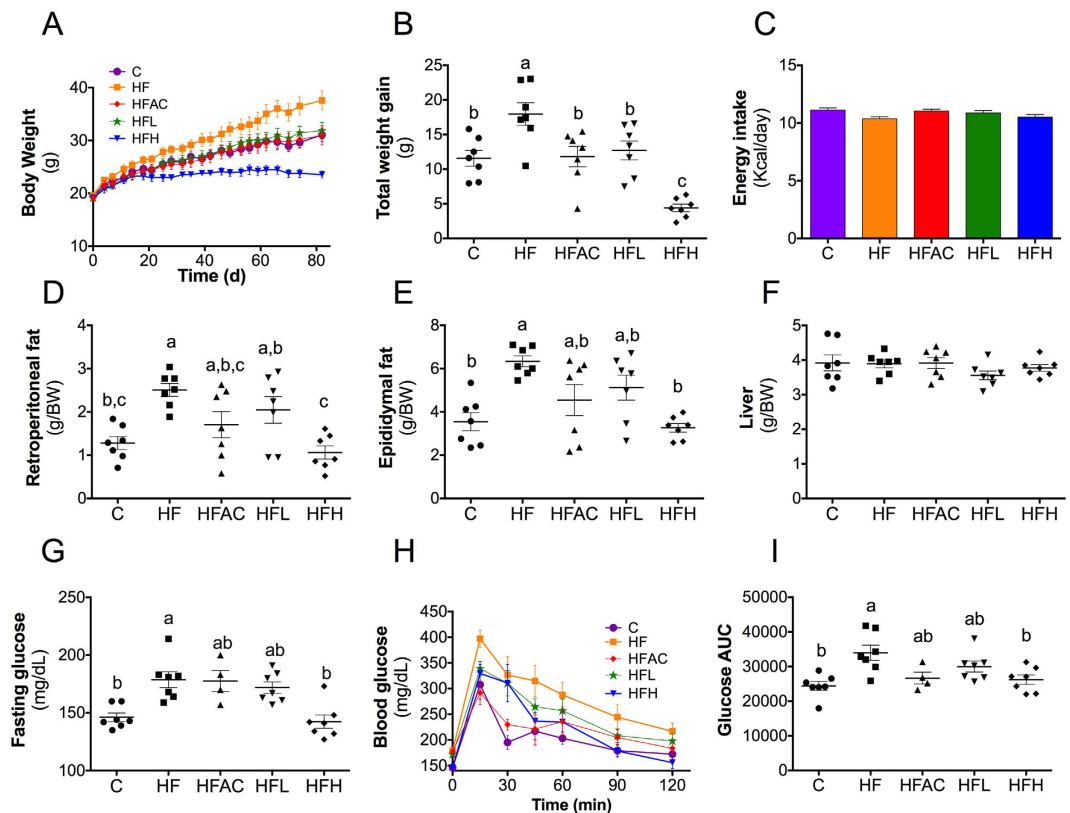 A
Body Weight
(g)
40
30
20
10
0
20
40
60
80
Time (d)
C
HF
HFAC
HFL
HFH
B
Total weight gain
(g)
25
20
15
10
5
0
b
a
b
b
c
C
HF
HFAC
HFL
HFH
C
Energy intake
(Kcal/day)
15
10
5
0
C
HF
HFAC
HFL
HFH
D
Retroperitoneal fat
(g/BW)
4
3
2
1
0
b,c
a
a,b,c
a,b
c
C
HF
HFAC
HFL
HFH
E
Epididymal fat
(g/BW)
8
6
4
2
0
b
a
a,b
a,b
b
C
HF
HFAC
HFL
HFH
F
Liver
(g/BW)
5
4
3
2
1
0
C
HF
HFAC
HFL
HFH
G
Fasting glucose
(mg/dL)
250
200
150
100
b
a
ab
ab
b
C
HF
HFAC
HFL
HFH
H
Blood glucose
(mg/dL)
450
400
350
300
250
200
150
0
30
60
90
120
Time (min)
C
HF
HFAC
HFL
HFH
I
Glucose AUC
50000
40000
30000
20000
10000
0
b
a
ab
ab
b
C
HF
HFAC
HFL
HFH